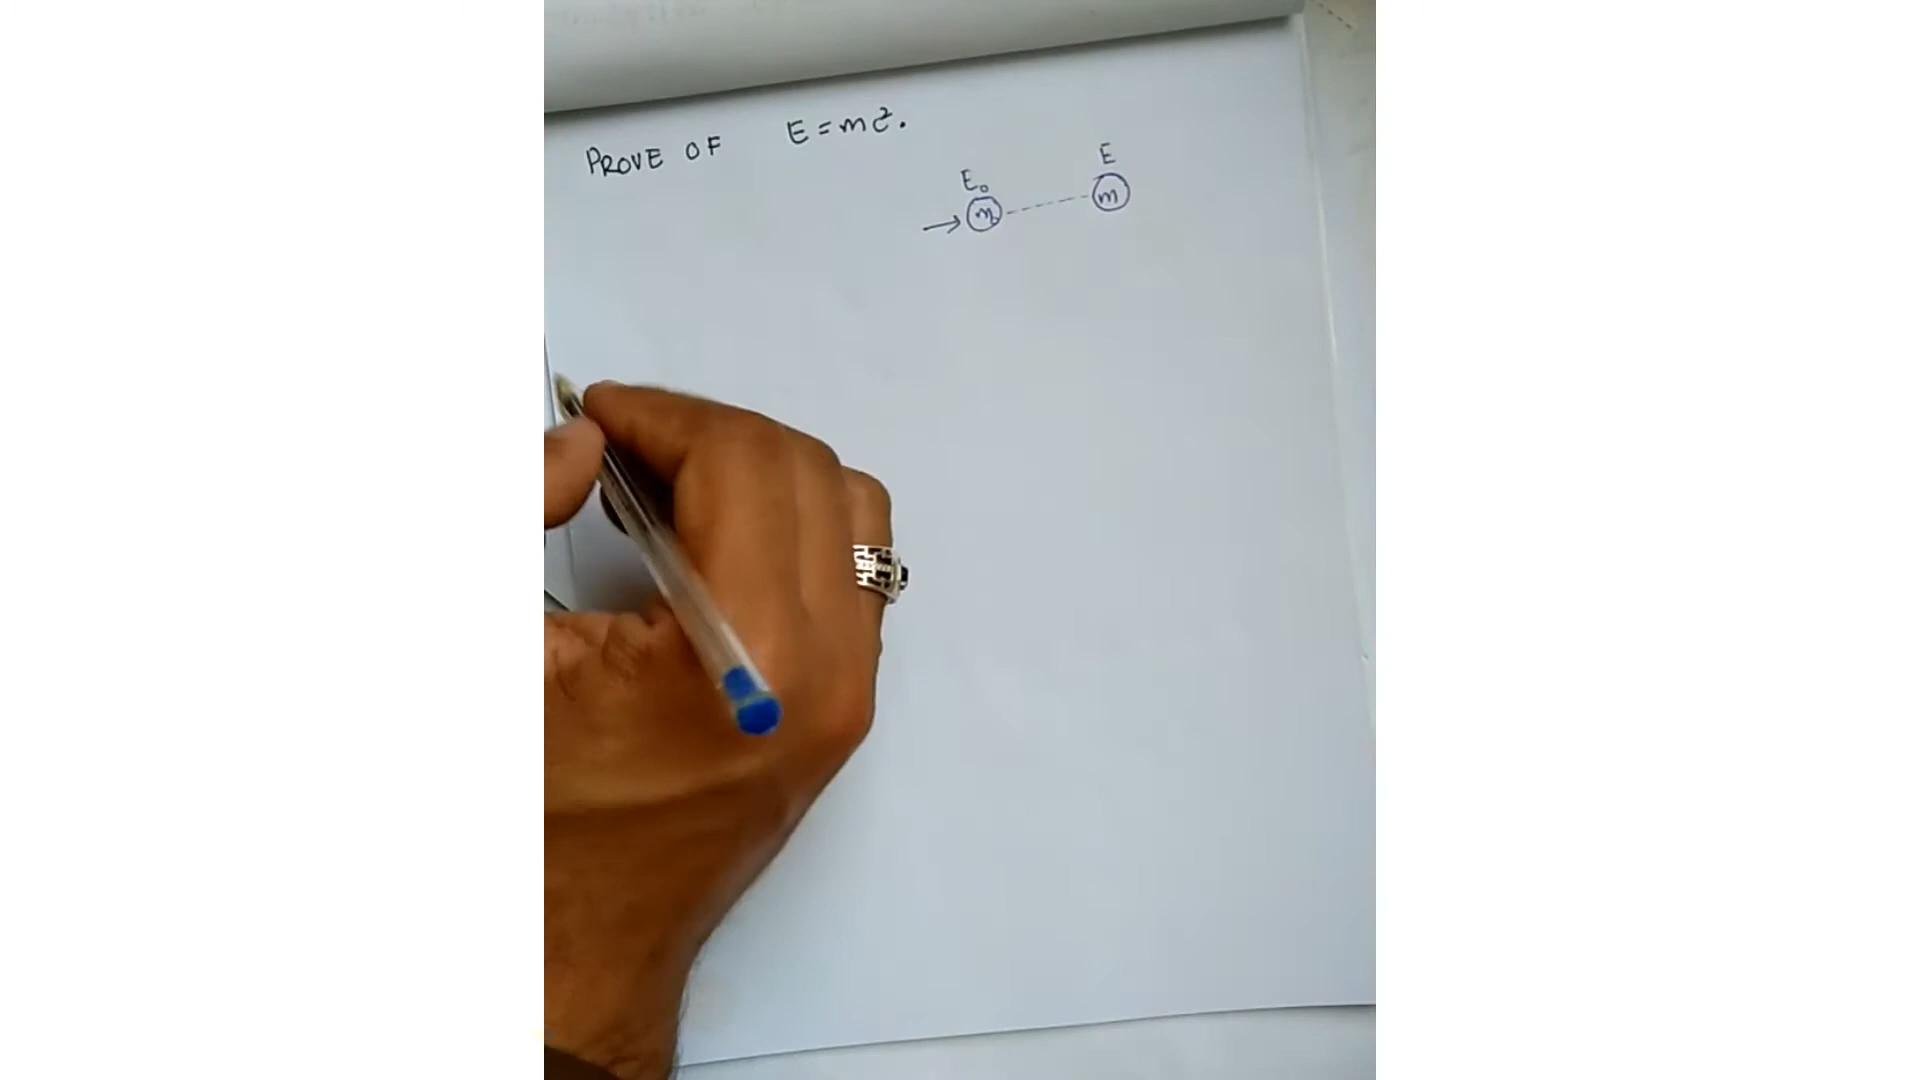 PROVE OF E = mc².
E₀ E
→ m₀ ----- m